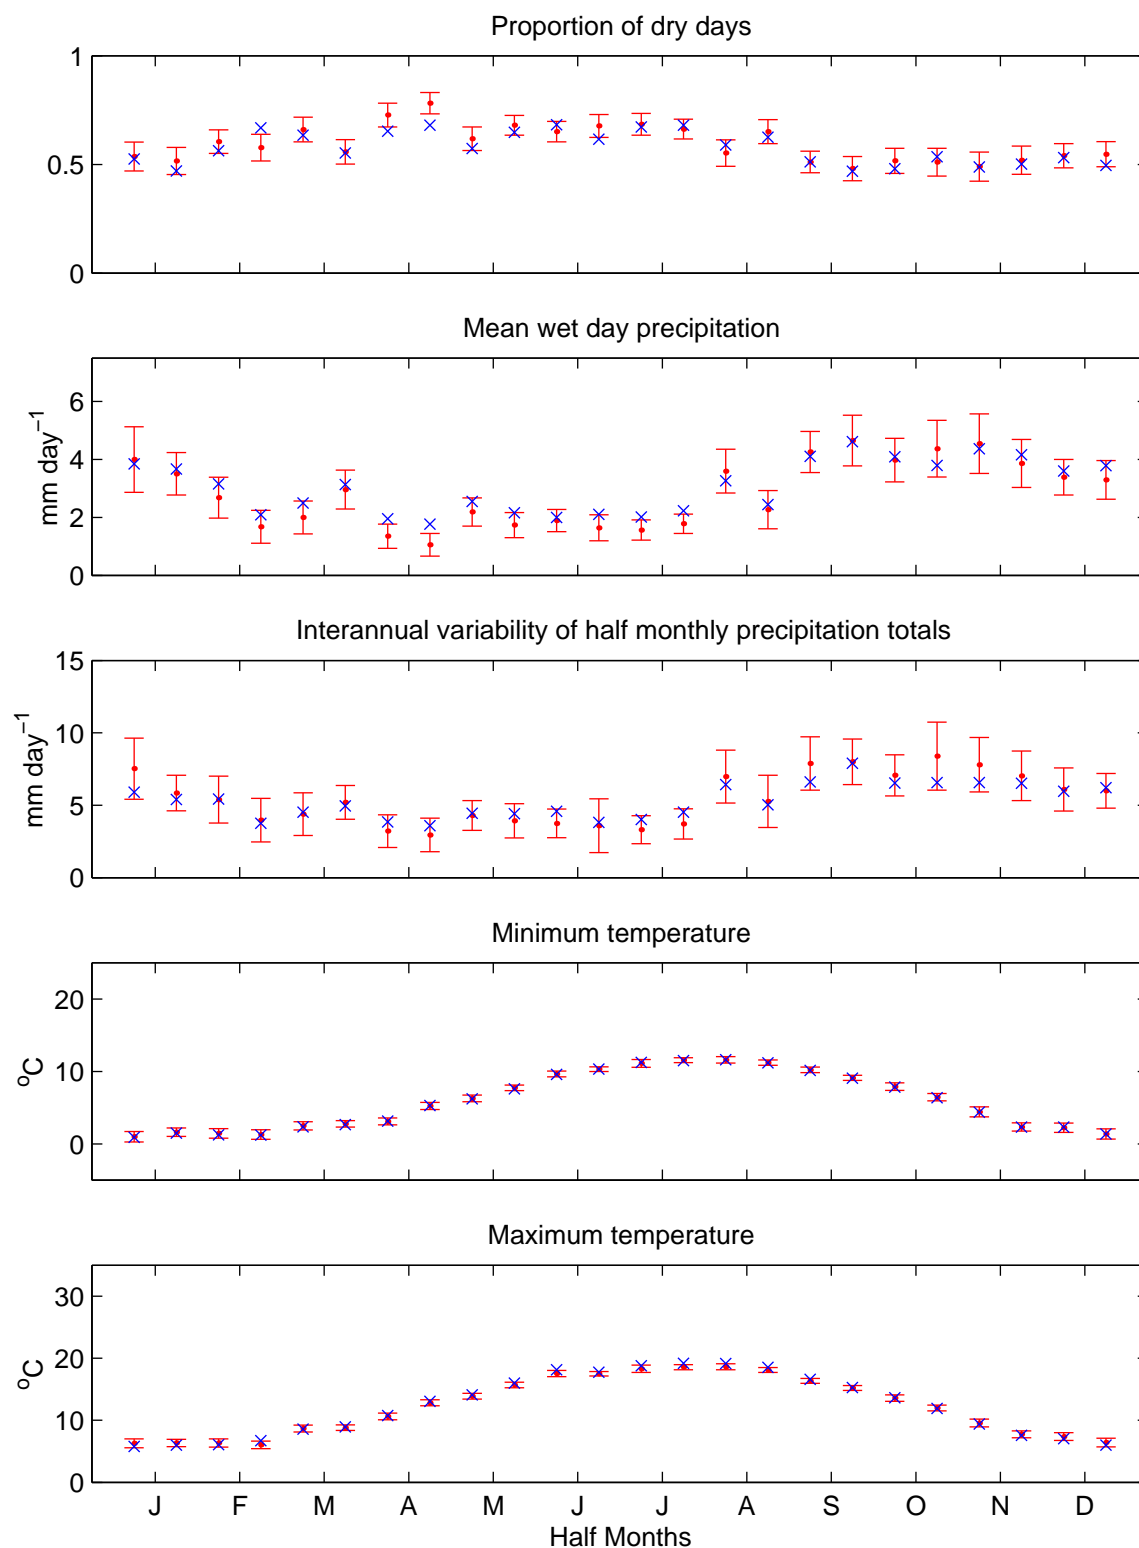 Proportion of dry days
1
0.5
0
Mean wet day precipitation
6
4
2
0
mm day⁻¹
Interannual variability of half monthly precipitation totals
15
10
5
0
mm day⁻¹
Minimum temperature
20
10
0
ºC
Maximum temperature
30
20
10
0
ºC
J F M A M J J A S O N D
Half Months